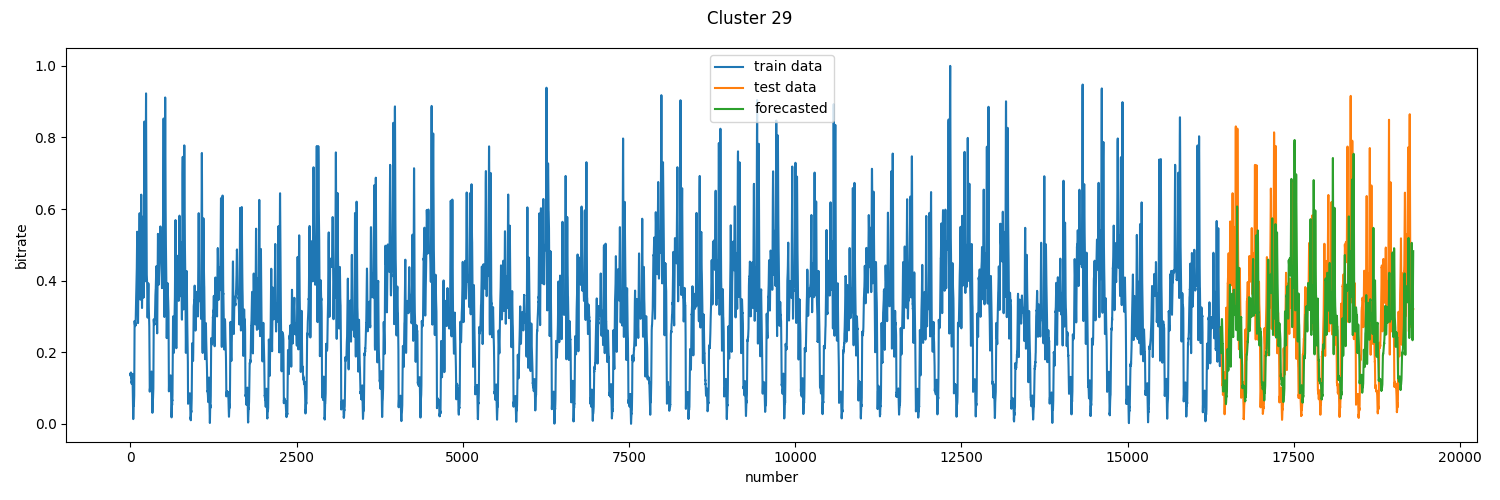 Cluster 29
train data
test data
forecasted
bitrate
1.0
0.8
0.6
0.4
0.2
0.0
0 2500 5000 7500 10000 12500 15000 17500 20000
number